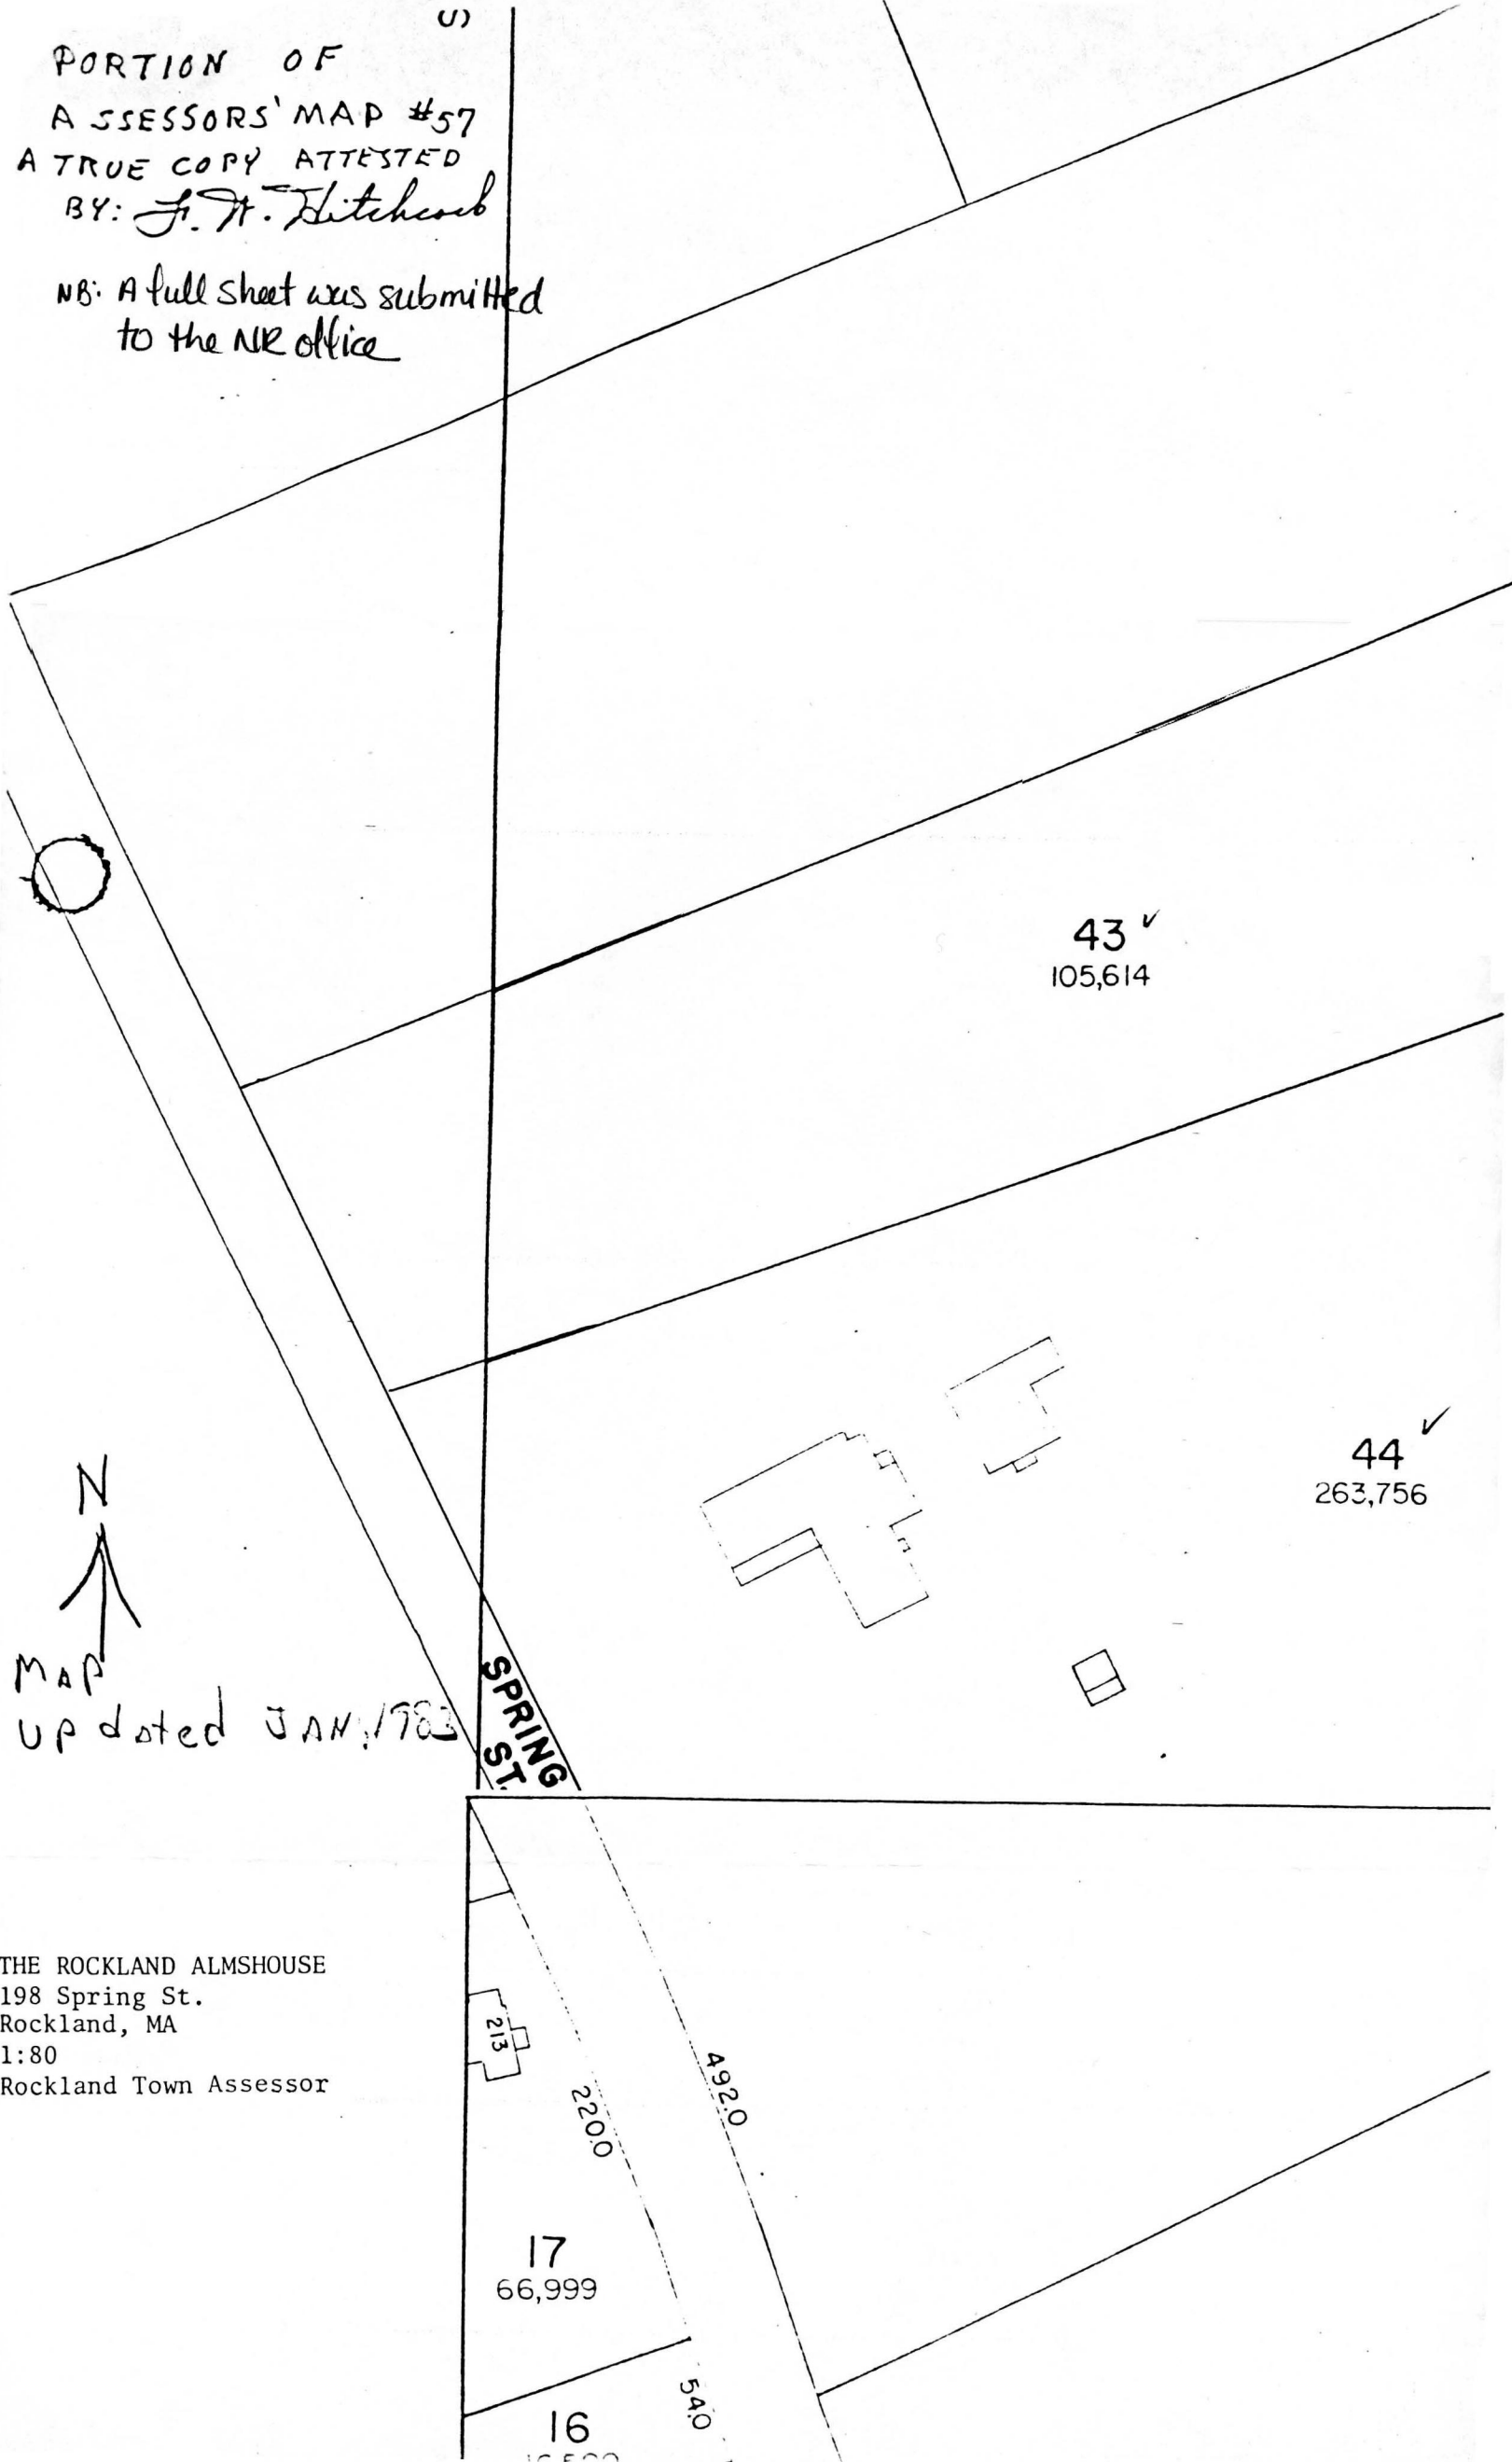 PORTION OF
ASSESSORS' MAP #57
A TRUE COPY ATTESTED
BY: F. W. Hitchcock
NB: A full sheet was submitted
to the NR office
43 ✓
105,614
44 ✓
263,756
N
MAP
updated JAN. 1983
SPRING
ST.
THE ROCKLAND ALMSHOUSE
198 Spring St.
Rockland, MA
1:80
Rockland Town Assessor
213
220.0
492.0
17
66,999
54.0
16